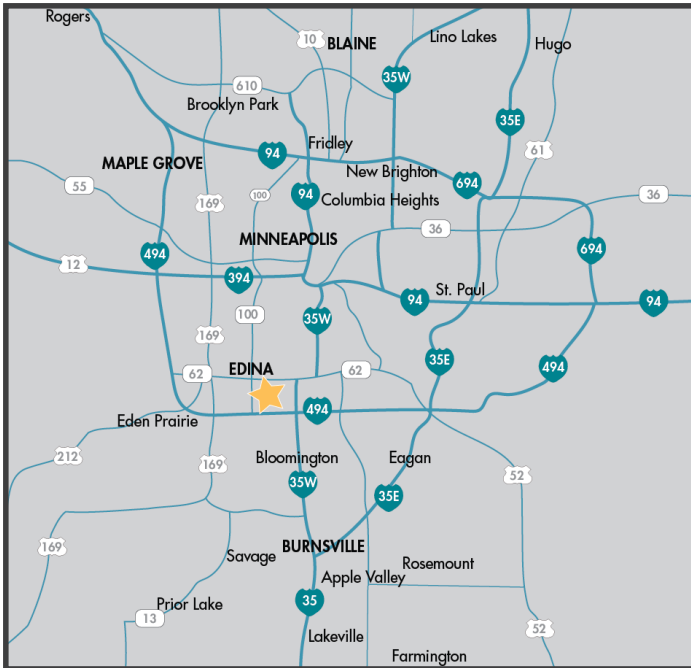 Rogers
10
BLAINE
Lino Lakes
Hugo
35W
610
Brooklyn Park
35E
61
94
Fridley
MAPLE GROVE
New Brighton
694
55
169
100
94
Columbia Heights
36
MINNEAPOLIS
36
494
694
12
394
St. Paul
94
94
100
35W
169
35E
EDINA
62
62
494
494
Eden Prairie
212
169
Bloomington
Eagan
52
35W
35E
169
Savage
BURNSVILLE
Rosemount
Apple Valley
Prior Lake
35
13
52
Lakeville
Farmington